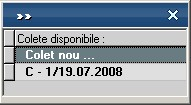 Colete disponibile :
Colet nou ...
C - 1/19.07.2008